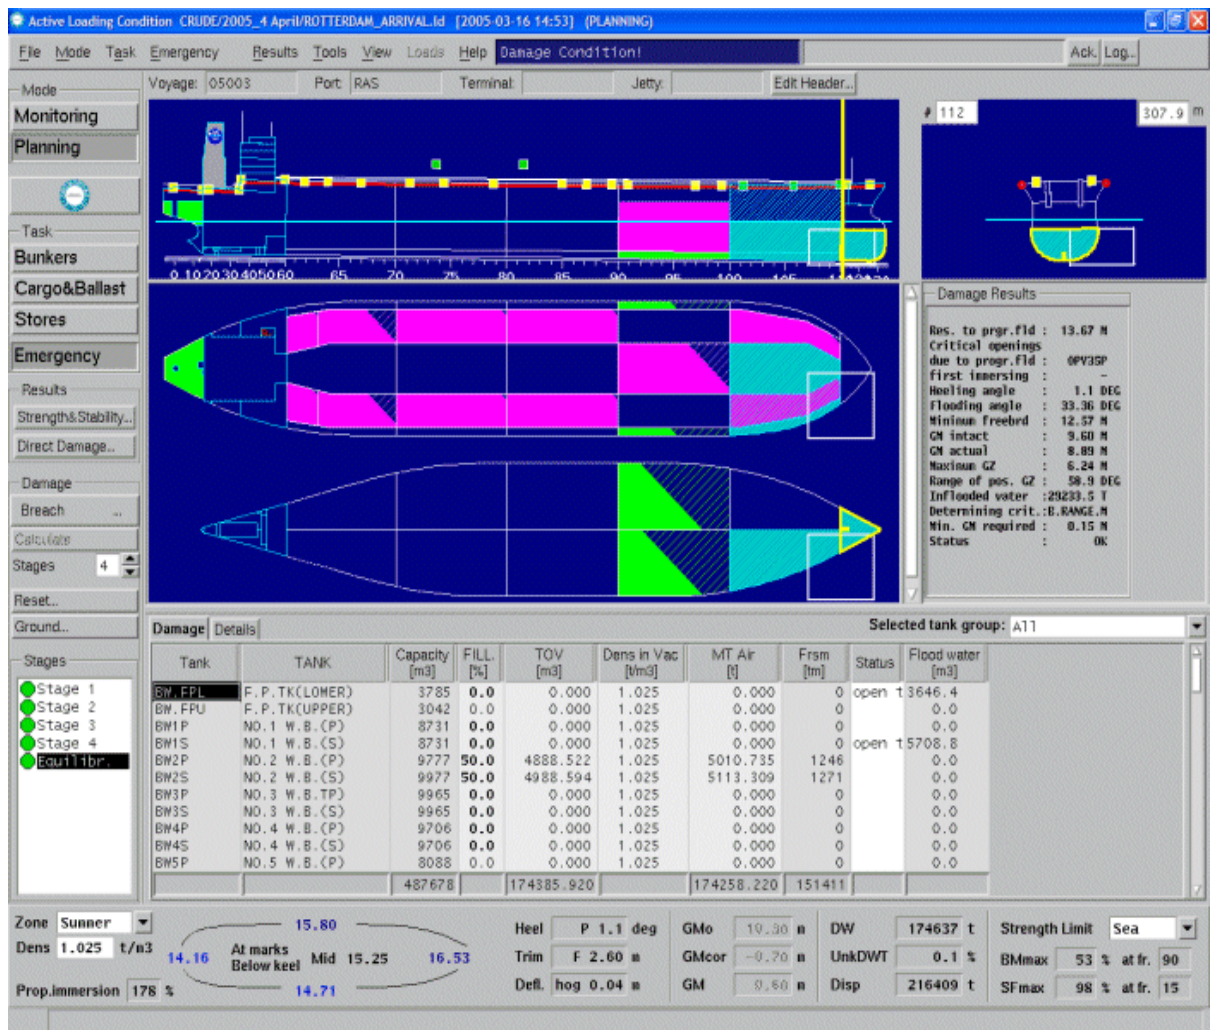 Active Loading Condition CRUDE/2005_4 April/ROTTERDAM_ARRIVAL.ld [2005-03-16 14:53] (PLANNING)
File Mode Task Emergency Results Tools View Loads Help Damage Condition! Ack. Log...
Mode
Monitoring
Planning
Voyage: 05003 Port: RAS Terminal: Jetty: Edit Header...
# 112 307.9 m
0 10 20 30 40 50 60 65 70 75 80 85 90 95 100 105
Task
Bunkers
Cargo&Ballast
Stores
Emergency
Results
Strength&Stability...
Direct Damage...
Damage
Breach ...
Calculate
Stages 4
Reset...
Ground...
Damage Results
Res. to prgr.fld : 13.67 M
Critical openings
due to progr.fld : OPV3SP
first immersing : -
Heeling angle : 1.1 DEG
Flooding angle : 33.36 DEG
Minimum freebrd : 12.57 M
GM intact : 9.60 M
GM actual : 8.89 M
Maximum GZ : 6.24 M
Range of pos. GZ : 58.9 DEG
Inflooded water :29233.5 T
Determining crit.:B.RANGE.M
Min. GM required : 0.15 M
Status : OK
Stages
Stage 1
Stage 2
Stage 3
Stage 4
Equilibr.
Damage Details Selected tank group: All
Tank TANK Capacity [m3] FILL. [%] TOV [m3] Dens in Vac [t/m3] MT Air [t] Frsm [tm] Status Flood water [m3]
BW.FPL F.P.TK(LOWER) 3785 0.0 0.000 1.025 0.000 0 open t 3646.4
BW.FPU F.P.TK(UPPER) 3042 0.0 0.000 1.025 0.000 0 0.0
BW1P NO.1 W.B.(P) 8731 0.0 0.000 1.025 0.000 0 0.0
BW1S NO.1 W.B.(S) 8731 0.0 0.000 1.025 0.000 0 open t 5708.8
BW2P NO.2 W.B.(P) 9777 50.0 4888.522 1.025 5010.735 1246 0.0
BW2S NO.2 W.B.(S) 9977 50.0 4988.594 1.025 5113.309 1271 0.0
BW3P NO.3 W.B.TP) 9965 0.0 0.000 1.025 0.000 0 0.0
BW3S NO.3 W.B.(S) 9965 0.0 0.000 1.025 0.000 0 0.0
BW4P NO.4 W.B.(P) 9706 0.0 0.000 1.025 0.000 0 0.0
BW4S NO.4 W.B.(S) 9706 0.0 0.000 1.025 0.000 0 0.0
BW5P NO.5 W.B.(P) 8088 0.0 0.000 1.025 0.000 0 0.0
487678 174385.920 174258.220 151411
Zone Summer 15.80 Heel P 1.1 deg GMo m DW 174637 t Strength Limit Sea
Dens 1.025 t/m3 14.16 At marks Below keel Mid 15.25 16.53 Trim F 2.60 m GMcor -0.70 m UnkDWT 0.1 % BMmax 53 % at fr. 90
Prop.immersion 178 % 14.71 Defl. hog 0.04 m GM m Disp 216409 t SFmax 98 % at fr. 15